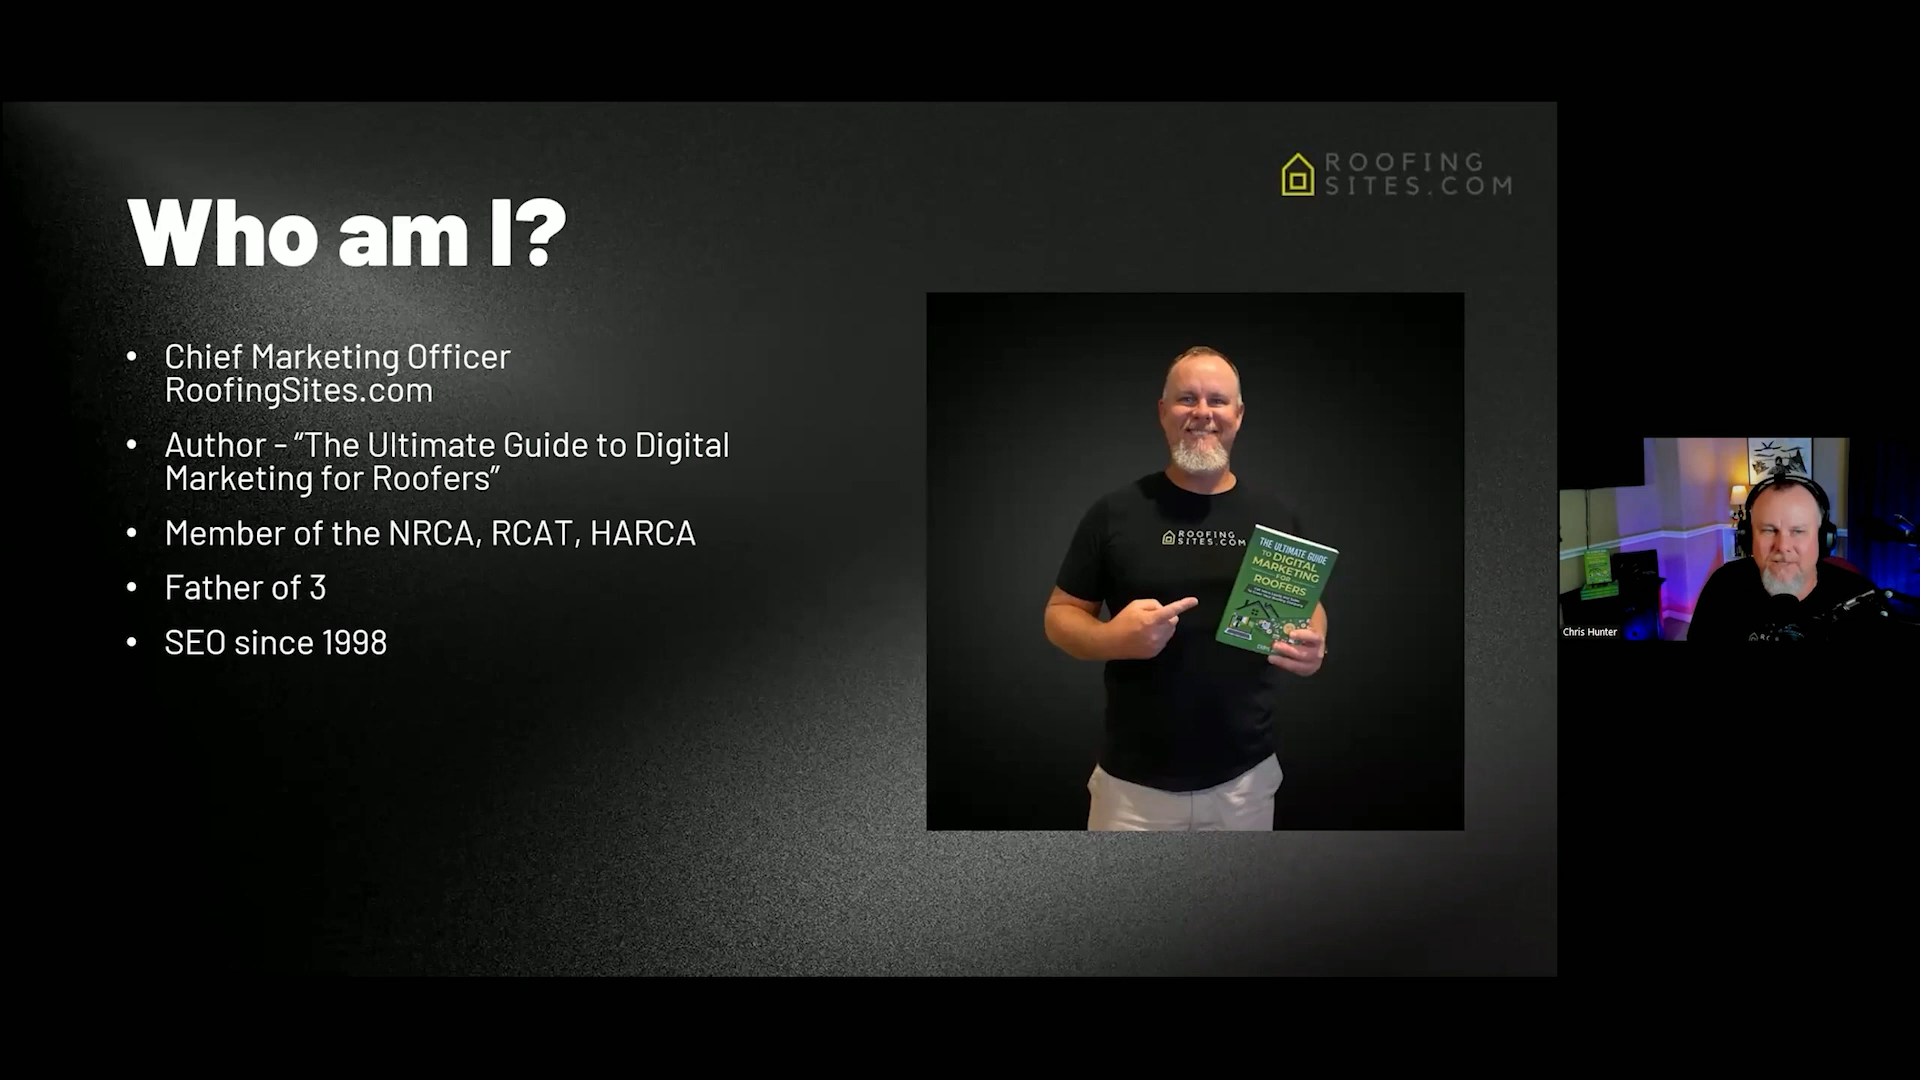 ROOFING
SITES.COM
Who am I?
• Chief Marketing Officer
RoofingSites.com
• Author - “The Ultimate Guide to Digital
Marketing for Roofers”
• Member of the NRCA, RCAT, HARCA
• Father of 3
• SEO since 1998
ROOFING
SITES.COM
THE ULTIMATE GUIDE
TO DIGITAL
MARKETING
FOR
ROOFERS
Chris Hunter